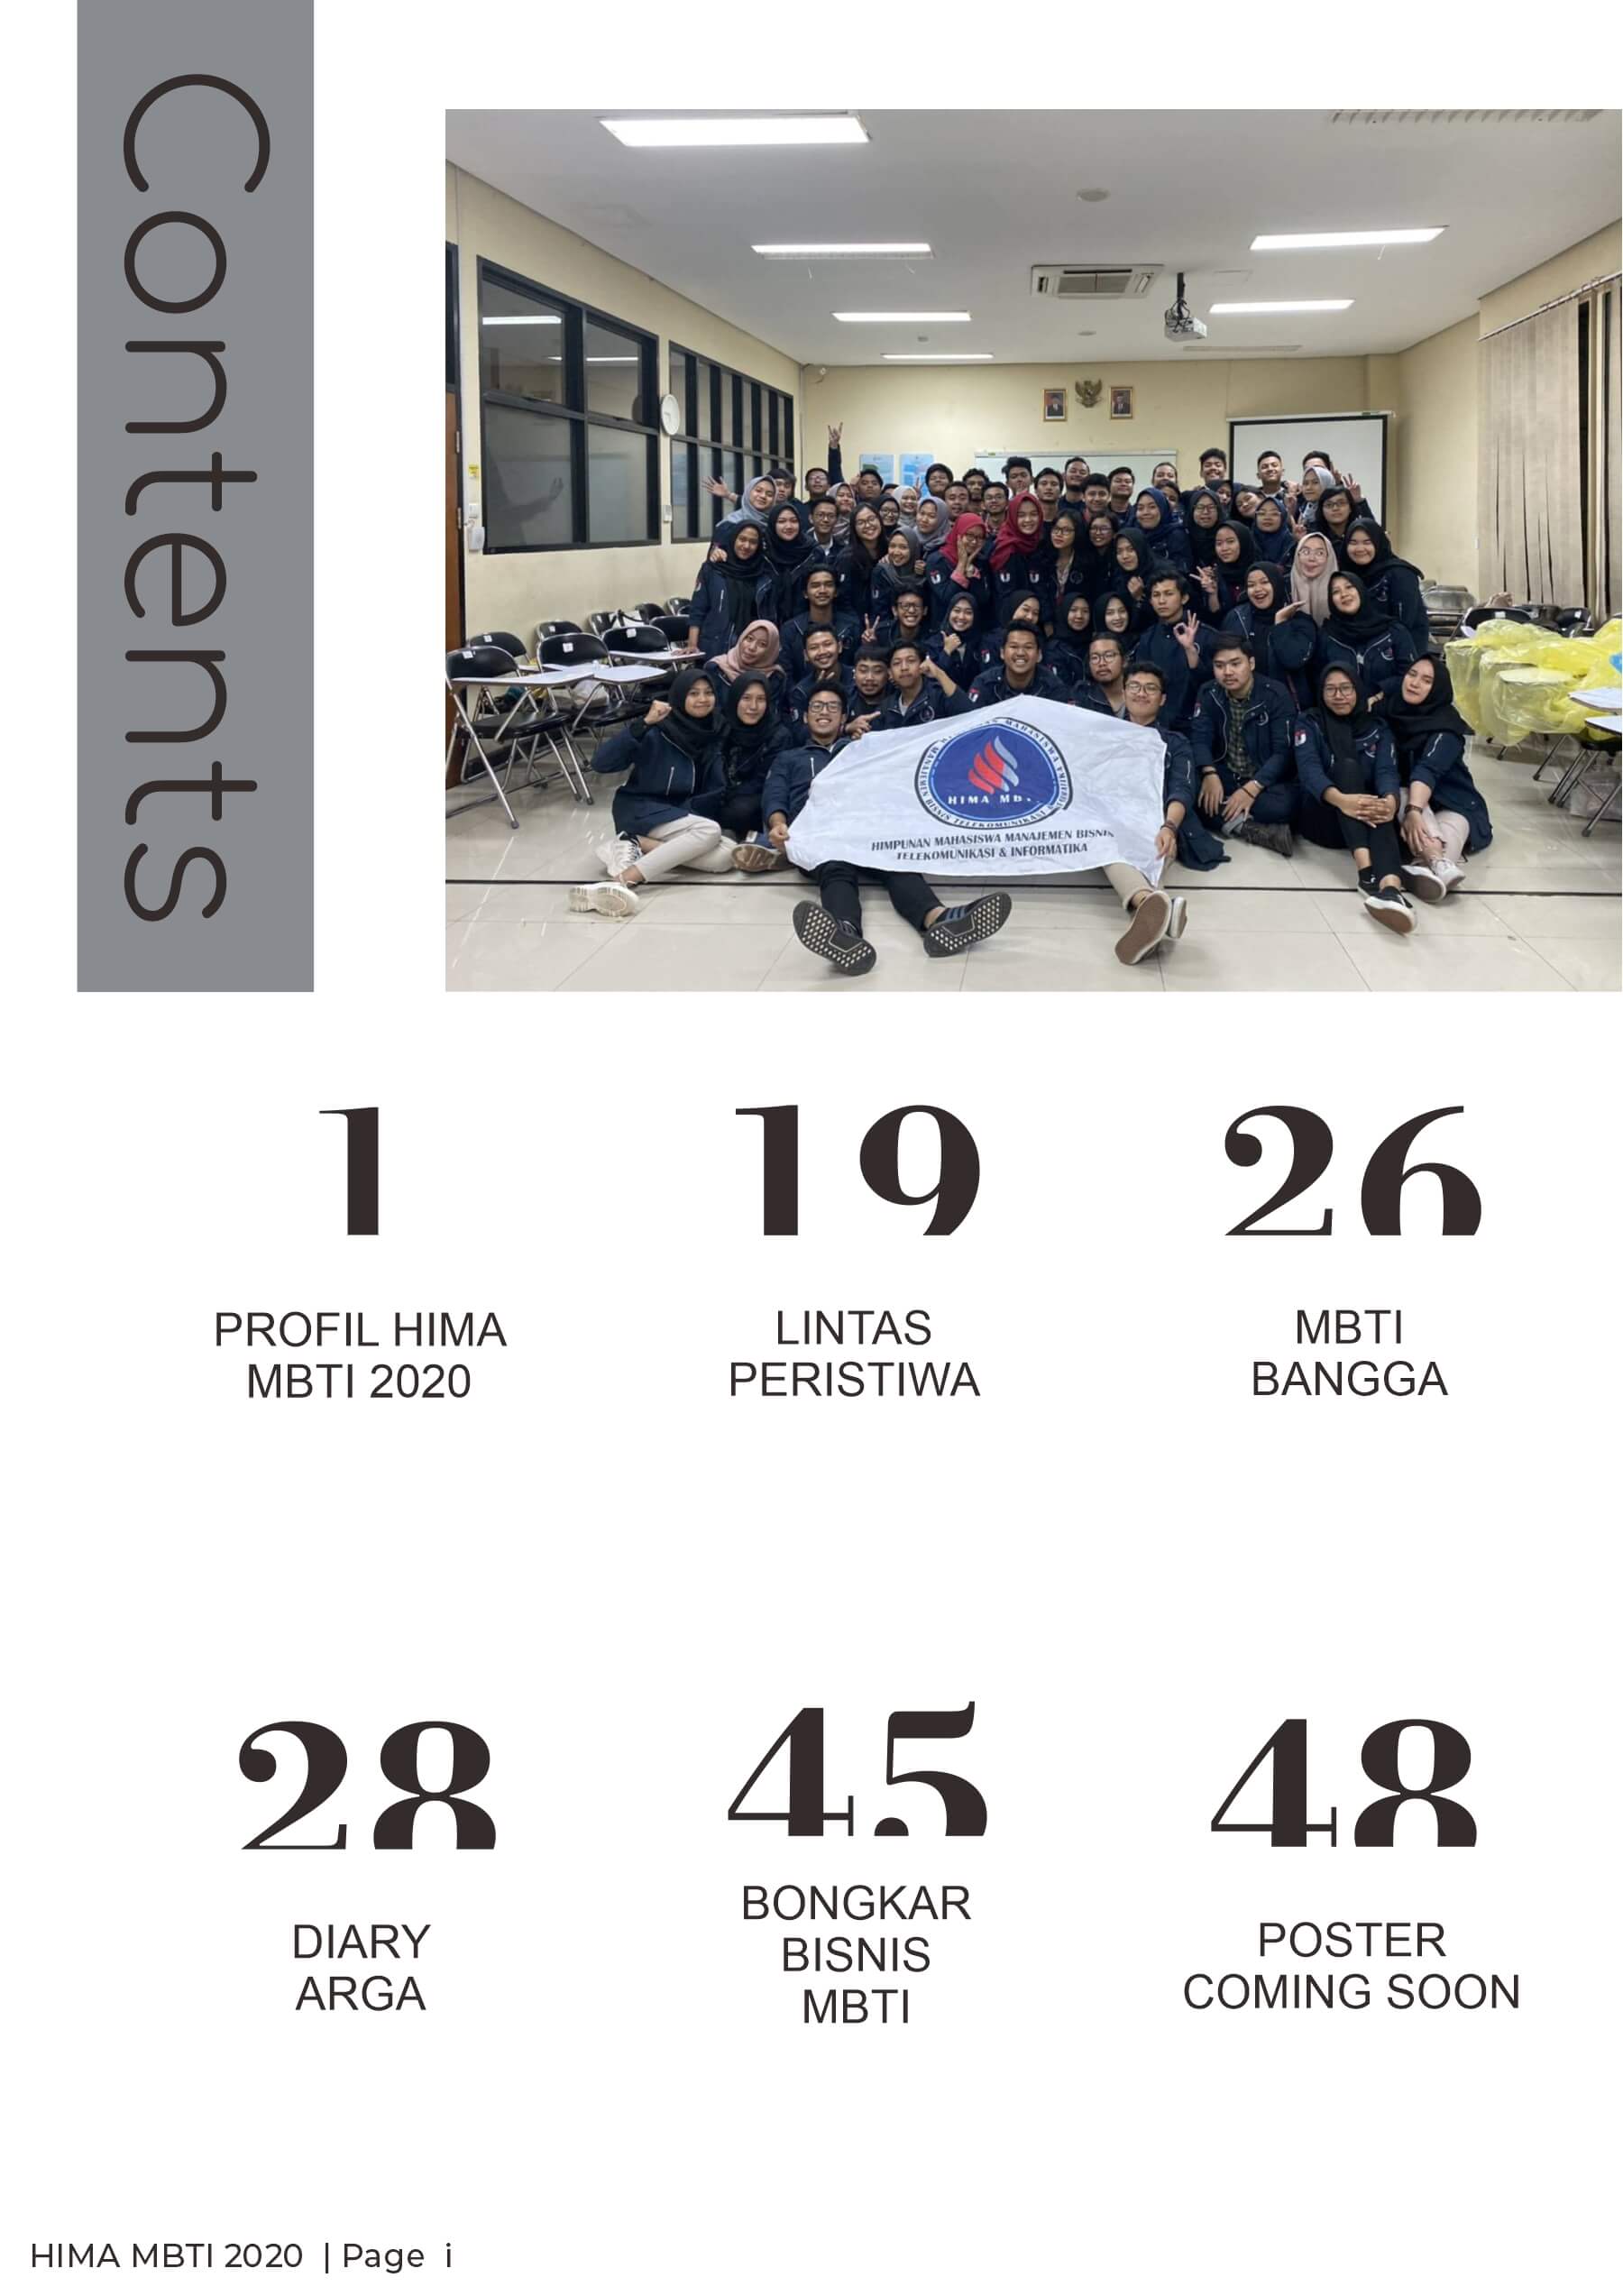 Contents
HIMA
HIMPUNAN MAHASISWA MANAJEMEN BISNIS
TELEKOMUNIKASI & INFORMATIKA
1
PROFIL HIMA
MBTI 2020
19
LINTAS
PERISTIWA
26
MBTI
BANGGA
28
DIARY
ARGA
45
BONGKAR
BISNIS
MBTI
48
POSTER
COMING SOON
HIMA MBTI 2020 | Page i